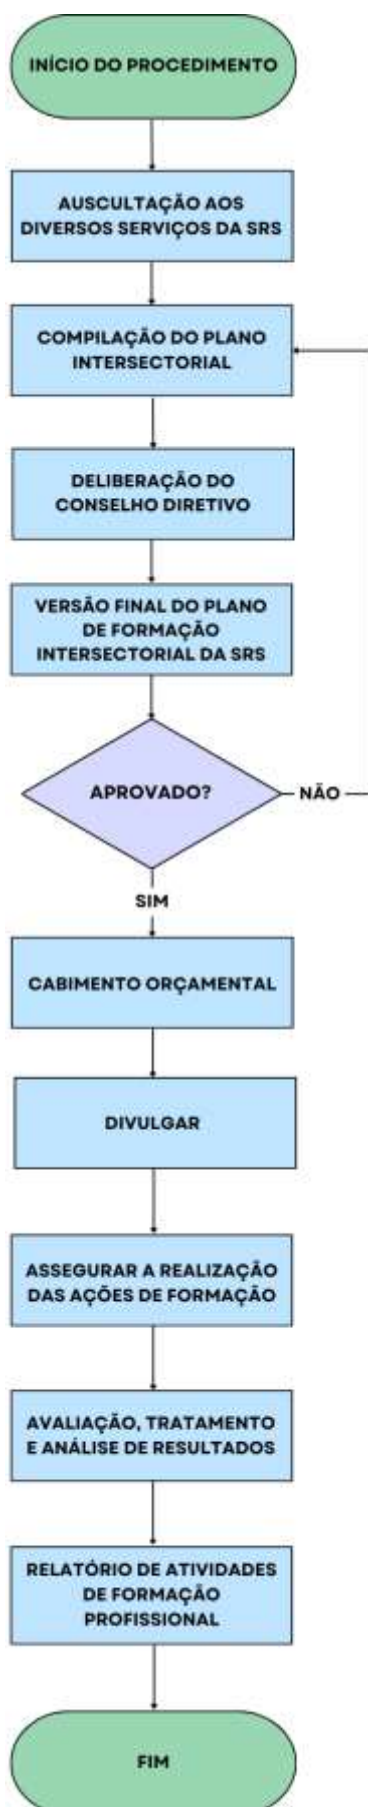 INÍCIO DO PROCEDIMENTO
AUSCULTAÇÃO AOS
DIVERSOS SERVIÇOS DA SRS
COMPILAÇÃO DO PLANO
INTERSECTORIAL
DELIBERAÇÃO DO
CONSELHO DIRETIVO
VERSÃO FINAL DO PLANO
DE FORMAÇÃO
INTERSECTORIAL DA SRS
APROVADO?
NÃO
SIM
CABIMENTO ORÇAMENTAL
DIVULGAR
ASSEGURAR A REALIZAÇÃO
DAS AÇÕES DE FORMAÇÃO
AVALIAÇÃO, TRATAMENTO
E ANÁLISE DE RESULTADOS
RELATÓRIO DE ATIVIDADES
DE FORMAÇÃO
PROFISSIONAL
FIM